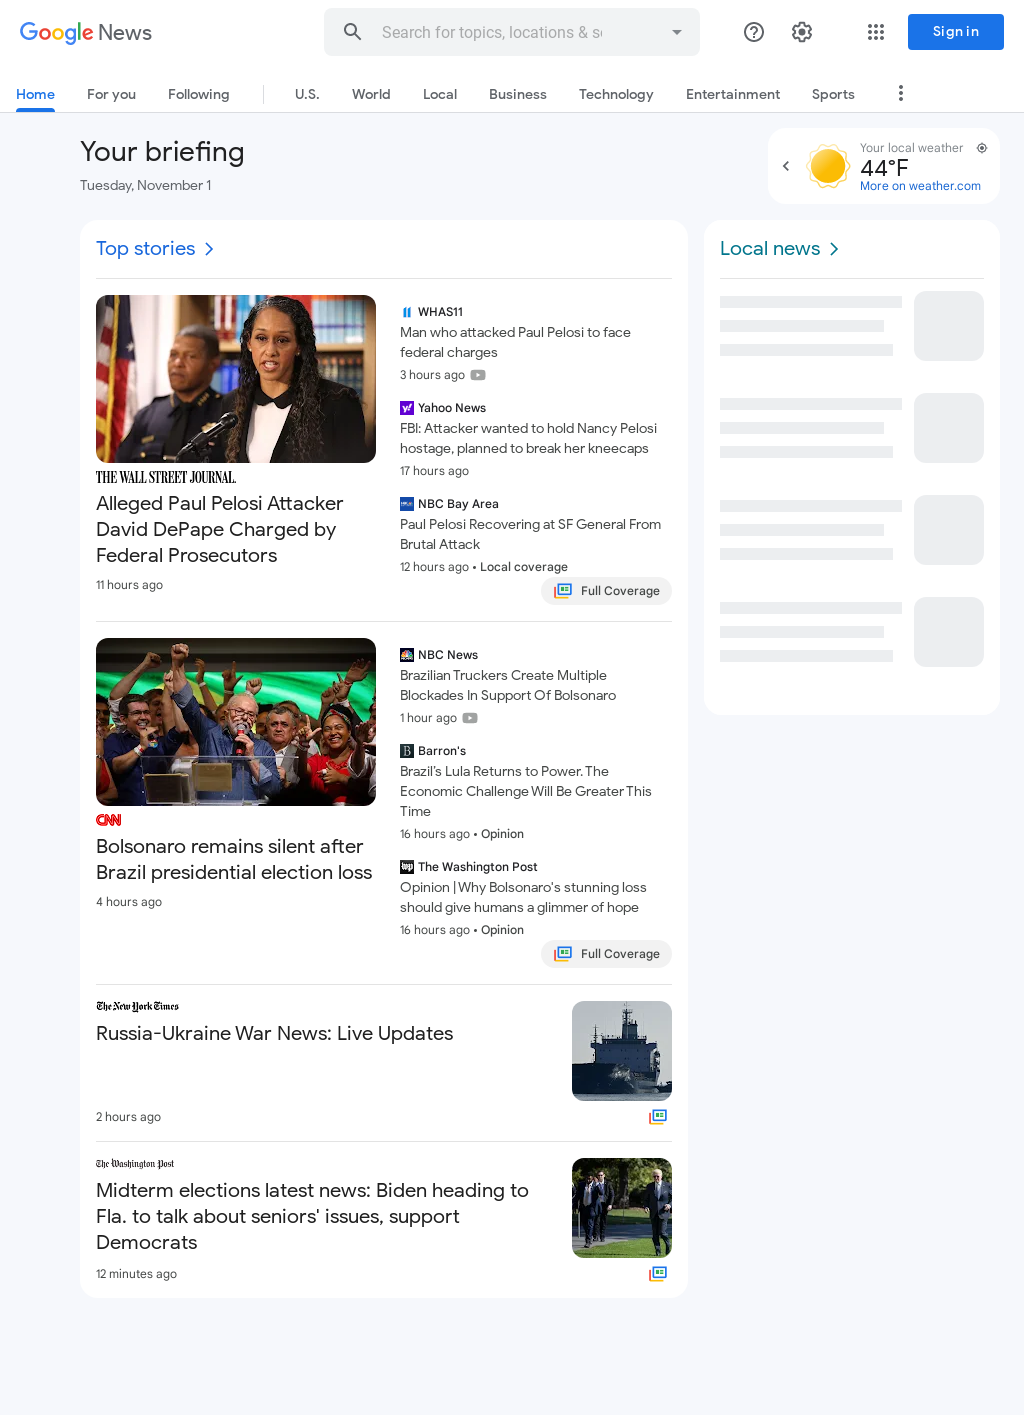 Google News
Search for topics, locations & so
Sign in
Home
For you
Following
U.S.
World
Local
Business
Technology
Entertainment
Sports
Your briefing
Tuesday, November 1
Your local weather
44°F
More on weather.com
Top stories
THE WALL STREET JOURNAL.
Alleged Paul Pelosi Attacker
David DePape Charged by
Federal Prosecutors
11 hours ago
WHAS11
Man who attacked Paul Pelosi to face
federal charges
3 hours ago
Yahoo News
FBI: Attacker wanted to hold Nancy Pelosi
hostage, planned to break her kneecaps
17 hours ago
NBC Bay Area
Paul Pelosi Recovering at SF General From
Brutal Attack
12 hours ago • Local coverage
Full Coverage
CNN
Bolsonaro remains silent after
Brazil presidential election loss
4 hours ago
NBC News
Brazilian Truckers Create Multiple
Blockades In Support Of Bolsonaro
1 hour ago
Barron's
Brazil's Lula Returns to Power. The
Economic Challenge Will Be Greater This
Time
16 hours ago • Opinion
The Washington Post
Opinion | Why Bolsonaro's stunning loss
should give humans a glimmer of hope
16 hours ago • Opinion
Full Coverage
The New York Times
Russia-Ukraine War News: Live Updates
2 hours ago
The Washington Post
Midterm elections latest news: Biden heading to
Fla. to talk about seniors' issues, support
Democrats
12 minutes ago
Local news